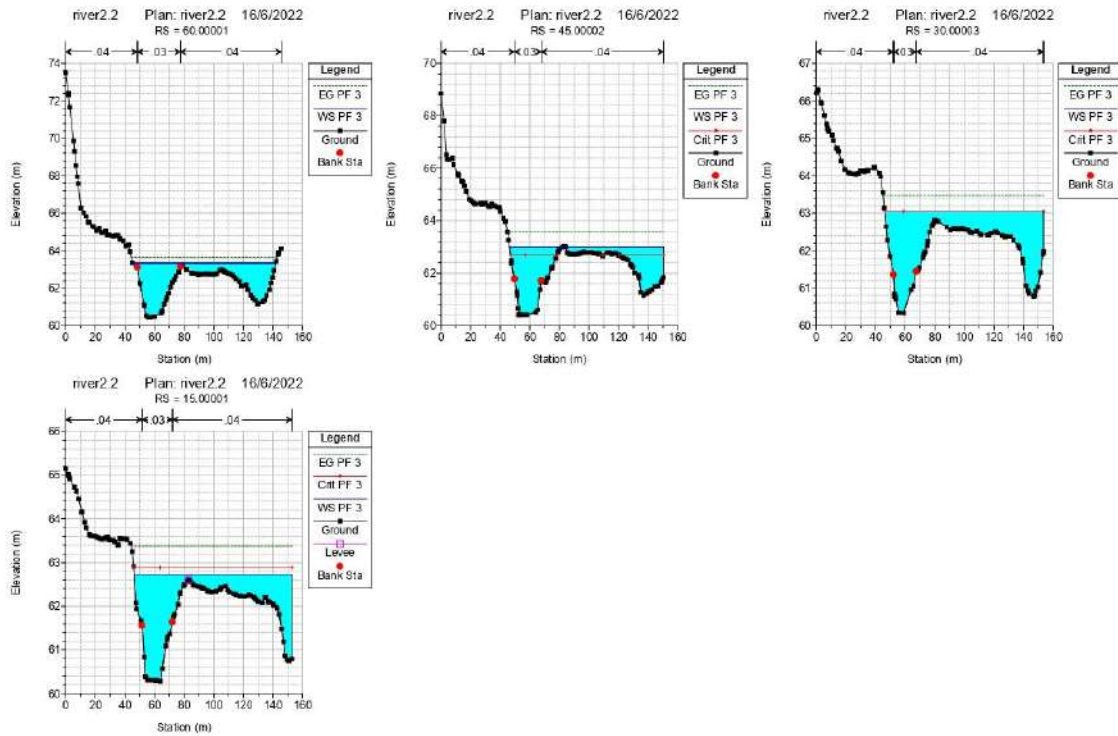 river2.2 Plan: river2.2 16/6/2022
RS = 60.00001
.04 .03 .04
74
72
70
68
66
64
62
60
0 20 40 60 80 100 120 140 160
Elevation (m)
Station (m)
Legend
EG PF 3
WS PF 3
Ground
Bank Sta
river2.2 Plan: river2.2 16/6/2022
RS = 45.00002
.04 .03 .04
70
68
66
64
62
60
0 20 40 60 80 100 120 140 160
Elevation (m)
Station (m)
Legend
EG PF 3
WS PF 3
Crit PF 3
Ground
Bank Sta
river2.2 Plan: river2.2 16/6/2022
RS = 30.00003
.04 .03 .04
67
66
65
64
63
62
61
60
0 20 40 60 80 100 120 140 160
Elevation (m)
Station (m)
Legend
EG PF 3
WS PF 3
Crit PF 3
Ground
Bank Sta
river2.2 Plan: river2.2 16/6/2022
RS = 15.00001
.04 .03 .04
66
65
64
63
62
61
60
0 20 40 60 80 100 120 140 160
Elevation (m)
Station (m)
Legend
EG PF 3
Crit PF 3
WS PF 3
Ground
Levee
Bank Sta